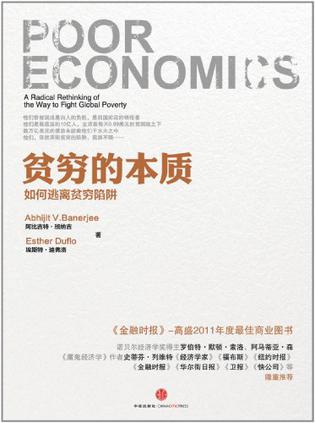 POOR
ECONOMICS
A Radical Rethinking of
the Way to Fight Global Poverty
贫穷的本质
如何逃离贫穷陷阱
Abhijit V.Banerjee
阿比吉特·班纳吉
Esther Duflo
埃斯特·迪弗洛
著
《金融时报》-高盛2011年度最佳商业图书
诺贝尔经济学奖得主罗伯特·默顿·索洛、阿马蒂亚·森
《魔鬼经济学》作者史蒂芬·列维特《经济学家》《福布斯》《纽约时报》
《金融时报》《华尔街日报》《卫报》《快公司》等
隆重推荐
中信出版社·CHINACITICPRESS